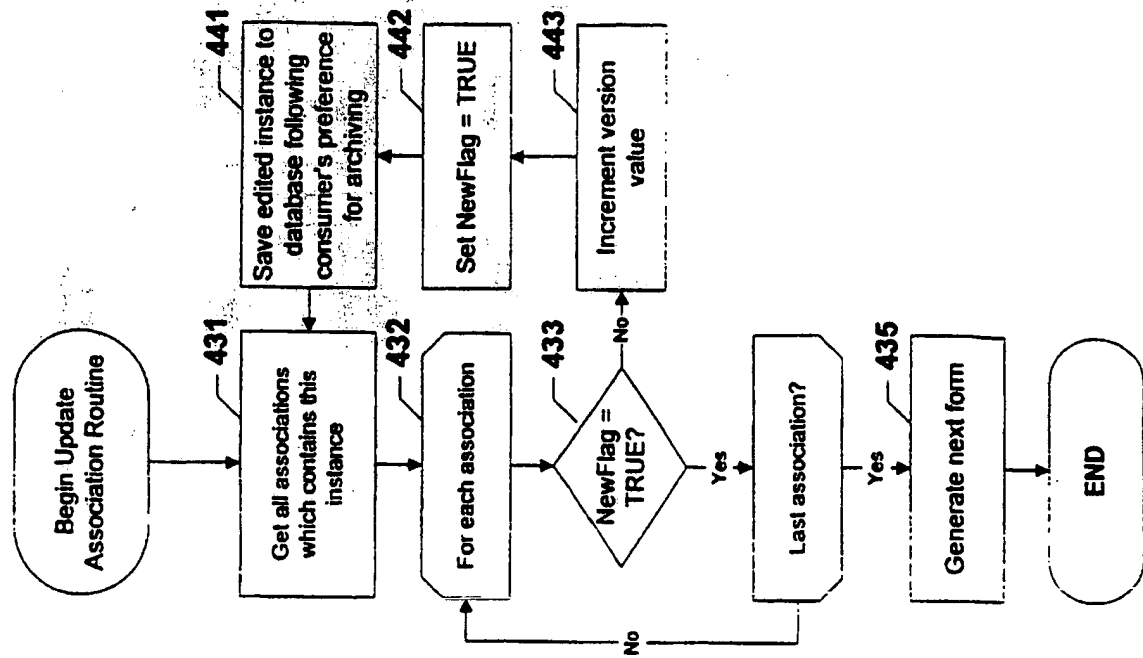 Begin Update
Association Routine
431
Get all associations
which contains this
instance
432
For each association
433
NewFlag =
TRUE?
No
Yes
Last association?
No
Yes
435
Generate next form
END
441
Save edited instance to
database following
consumer's preference
for archiving
442
Set NewFlag = TRUE
443
Increment version
value